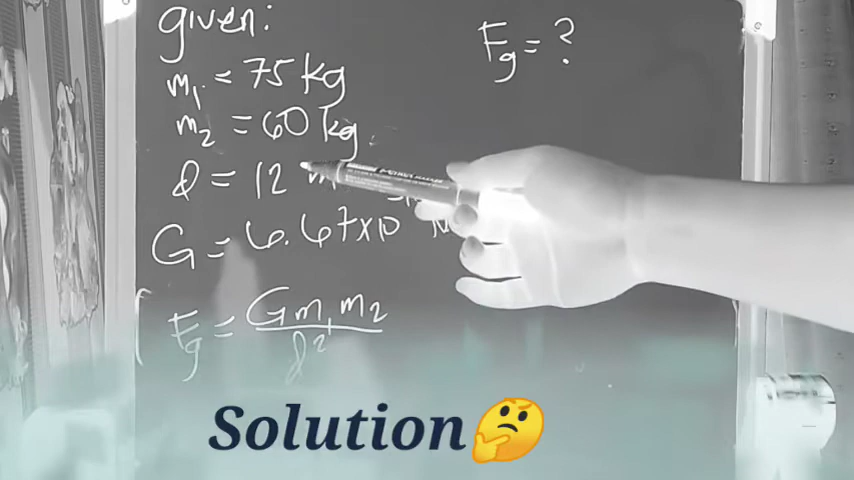 given:
Fg = ?
m1 = 75 kg
m2 = 60 kg
d = 12 m
G = 6.67x10
Fg = Gm1m2
d²
Solution🤔